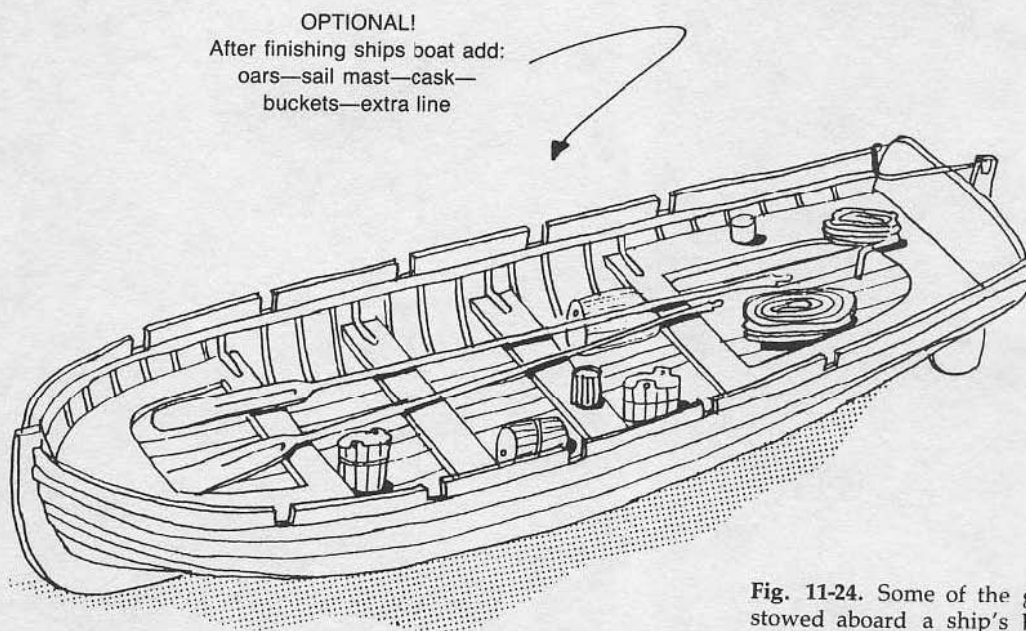 OPTIONAL!
After finishing ships boat add:
oars—sail mast—cask—
buckets—extra line
Fig. 11-24. Some of the
stowed aboard a ship's